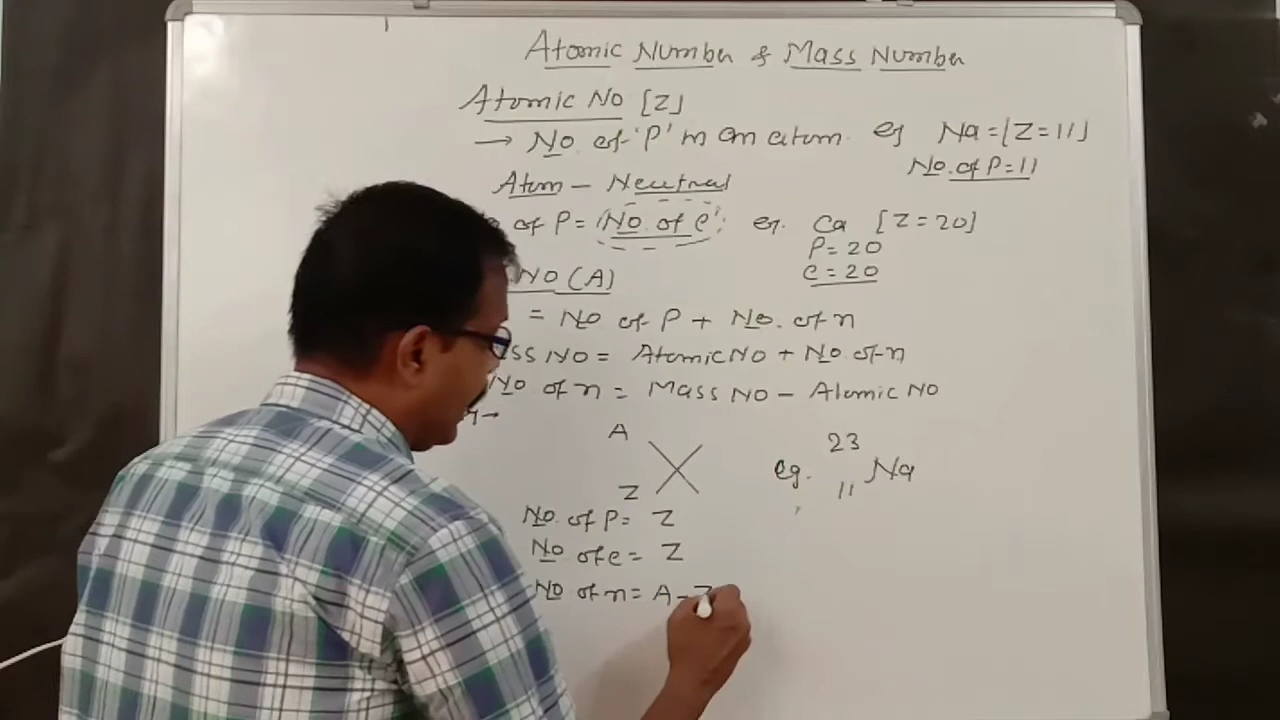 Atomic Number & Mass Number
Atomic No [Z]
→ No of 'P' in an atom. eg Na = [Z = 11]
No. of P = 11
Atom – Neutral
of P = 'No. of e' eg. Ca [Z = 20]
P = 20
e = 20
No (A)
= No of P + No. of n
ss No = Atomic No + No of n
No of n = Mass No – Atomic No
A
Z X
eg. 23
11 Na
No. of P = Z
No of e = Z
No of n = A – Z